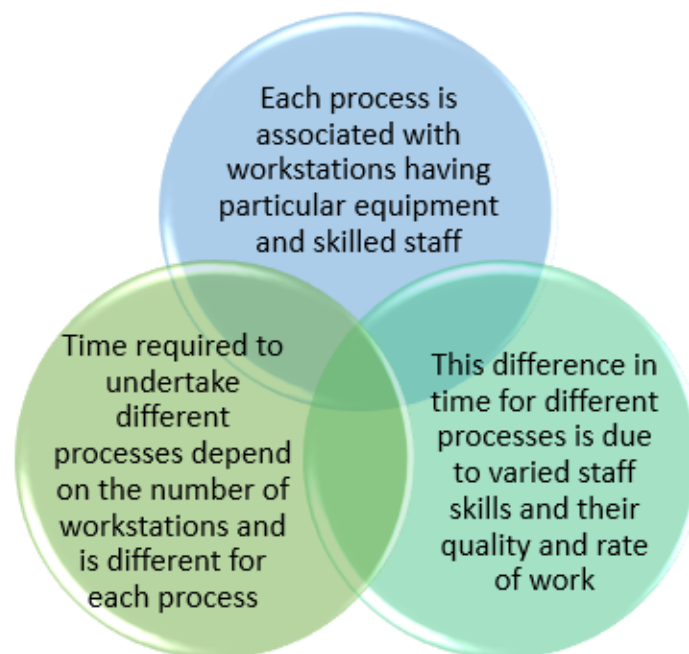 Each process is
associated with
workstations having
particular equipment
and skilled staff
Time required to
undertake
different
processes depend
on the number of
workstations and
is different for
each process
This difference in
time for different
processes is due
to varied staff
skills and their
quality and rate
of work